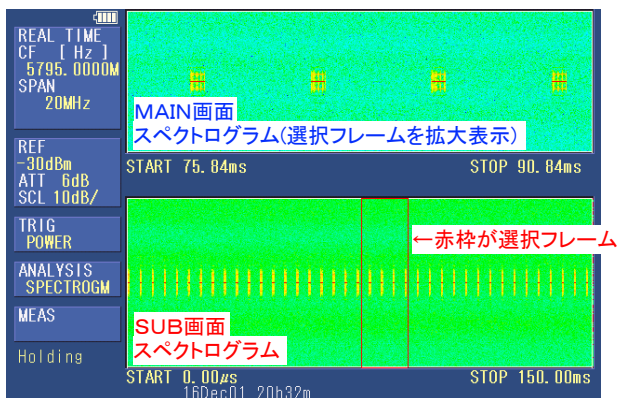 REAL TIME
CF [ Hz ]
5795.0000M
SPAN
20MHz
REF
-30dBm
ATT 6dB
SCL 10dB/
TRIG
POWER
ANALYSIS
SPECTROGM
MEAS
Holding
MAIN画面
スペクトログラム(選択フレームを拡大表示)
START 75.84ms
STOP 90.84ms
←赤枠が選択フレーム
SUB画面
スペクトログラム
START 0.00μs
STOP 150.00ms
16Dec01 20h32m